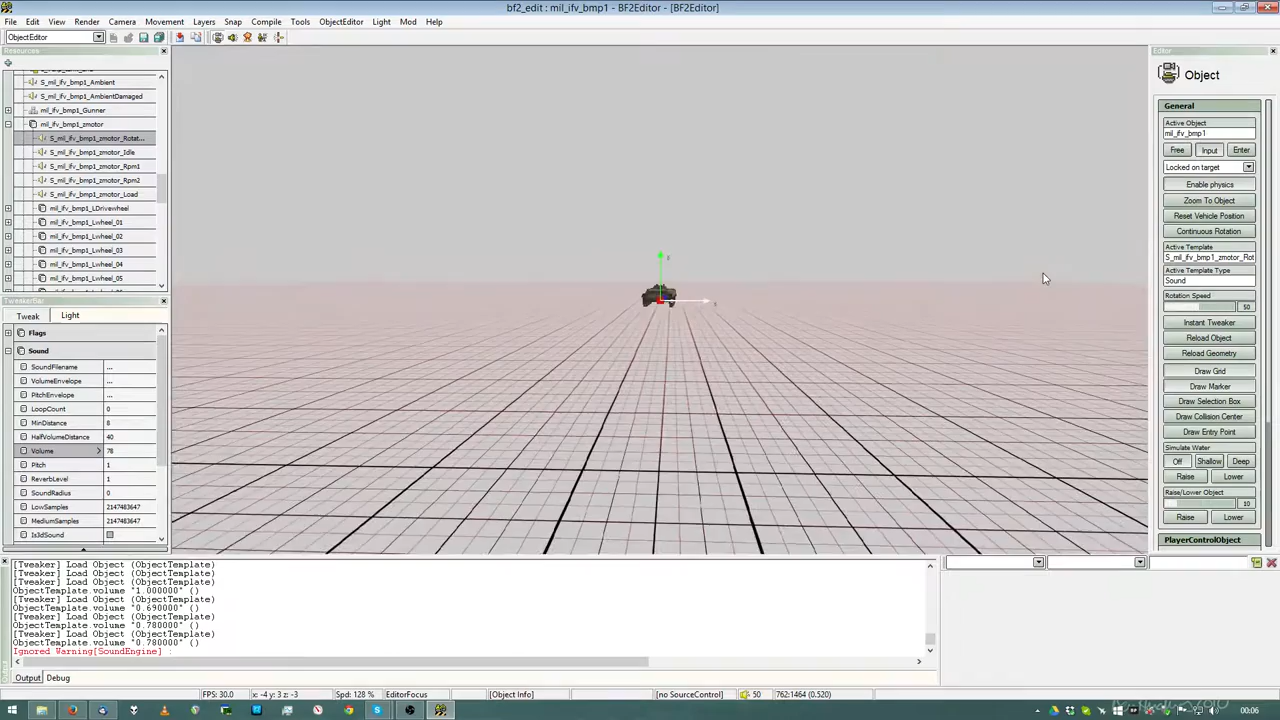 bf2_edit : mil_ifv_bmp1 - BF2Editor - [BF2Editor]
File Edit View Render Camera Movement Layers Snap Compile Tools ObjectEditor Light Mod Help
ObjectEditor
Resources
S_mil_ifv_bmp1_Ambient
S_mil_ifv_bmp1_AmbientDamaged
mil_ifv_bmp1_Gunner
mil_ifv_bmp1_zmotor
S_mil_ifv_bmp1_zmotor_Rotat...
S_mil_ifv_bmp1_zmotor_Idle
S_mil_ifv_bmp1_zmotor_Rpm1
S_mil_ifv_bmp1_zmotor_Rpm2
S_mil_ifv_bmp1_zmotor_Load
mil_ifv_bmp1_LDrivewheel
mil_ifv_bmp1_Lwheel_01
mil_ifv_bmp1_Lwheel_02
mil_ifv_bmp1_Lwheel_03
mil_ifv_bmp1_Lwheel_04
mil_ifv_bmp1_Lwheel_05
TweakerBar
Tweak Light
Flags
Sound
SoundFilename ...
VolumeEnvelope ...
PitchEnvelope ...
LoopCount 0
MinDistance 8
HalfVolumeDistance 40
Volume > 78
Pitch 1
ReverbLevel 1
SoundRadius 0
LowSamples 2147483647
MediumSamples 2147483647
Is3dSound
Editor
Object
General
Active Object
mil_ifv_bmp1
Free Input Enter
Locked on target
Enable physics
Zoom To Object
Reset Vehicle Position
Continuous Rotation
Active Template
S_mil_ifv_bmp1_zmotor_Rot
Active Template Type
Sound
Rotation Speed
50
Instant Tweaker
Reload Object
Reload Geometry
Draw Grid
Draw Marker
Draw Selection Box
Draw Collision Center
Draw Entry Point
Simulate Water
Off Shallow Deep
Raise Lower
Raise/Lower Object
10
Raise Lower
PlayerControlObject
[Tweaker] Load Object (ObjectTemplate)
[Tweaker] Load Object (ObjectTemplate)
[Tweaker] Load Object (ObjectTemplate)
ObjectTemplate.volume "1.000000" ()
[Tweaker] Load Object (ObjectTemplate)
ObjectTemplate.volume "0.690000" ()
[Tweaker] Load Object (ObjectTemplate)
ObjectTemplate.volume "0.780000" ()
[Tweaker] Load Object (ObjectTemplate)
ObjectTemplate.volume "0.780000" ()
Ignored Warning[SoundEngine] :
Output Debug
FPS: 30.0 x: -4 y: 3 z: -3 Spd: 128 % EditorFocus [Object Info] [no SourceControl] 50 762:1464 (0.520)
00:06